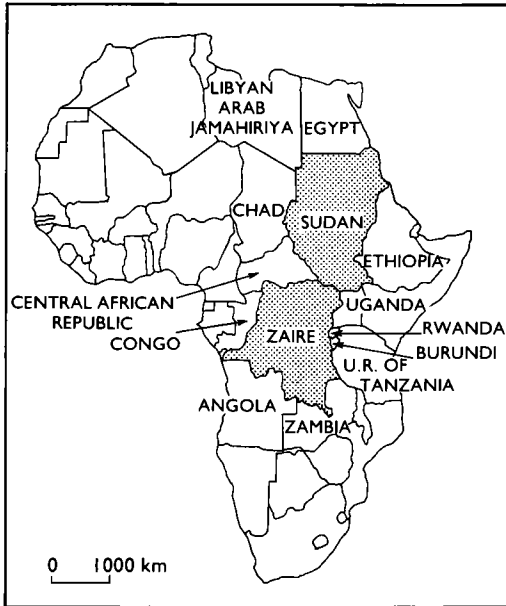 LIBYAN
ARAB
JAMAHIRIYA
EGYPT
CHAD
SUDAN
ETHIOPIA
CENTRAL AFRICAN
REPUBLIC
UGANDA
CONGO
ZAIRE
RWANDA
BURUNDI
U.R. OF
TANZANIA
ANGOLA
ZAMBIA
0 1000 km